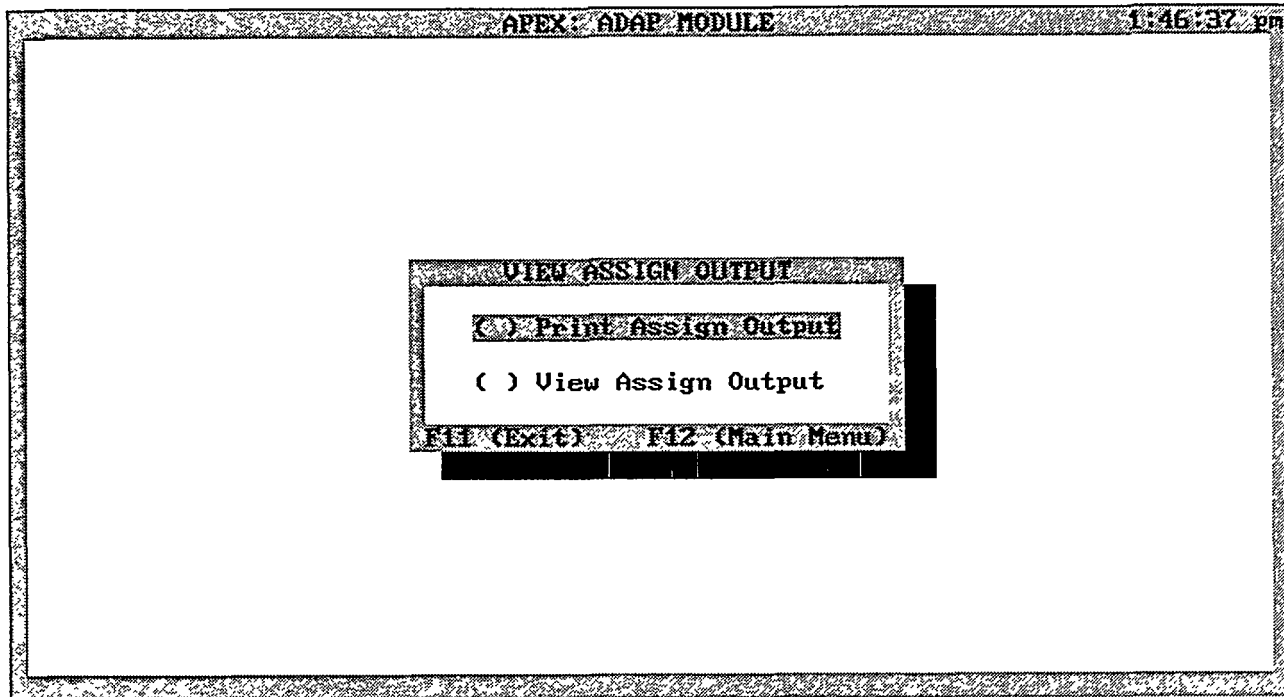 APEX: ADAP MODULE 1:46:37 pm
VIEW ASSIGN OUTPUT
( ) Print Assign Output
( ) View Assign Output
F11 (Exit) F12 (Main Menu)